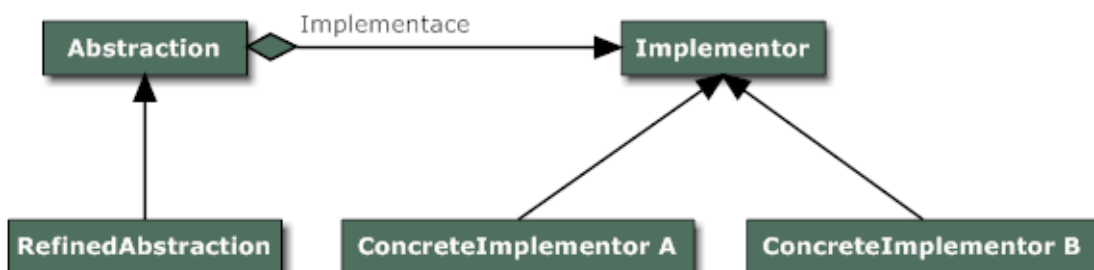 Implementace
Abstraction
Implementor
RefinedAbstraction
ConcreteImplementor A
ConcreteImplementor B